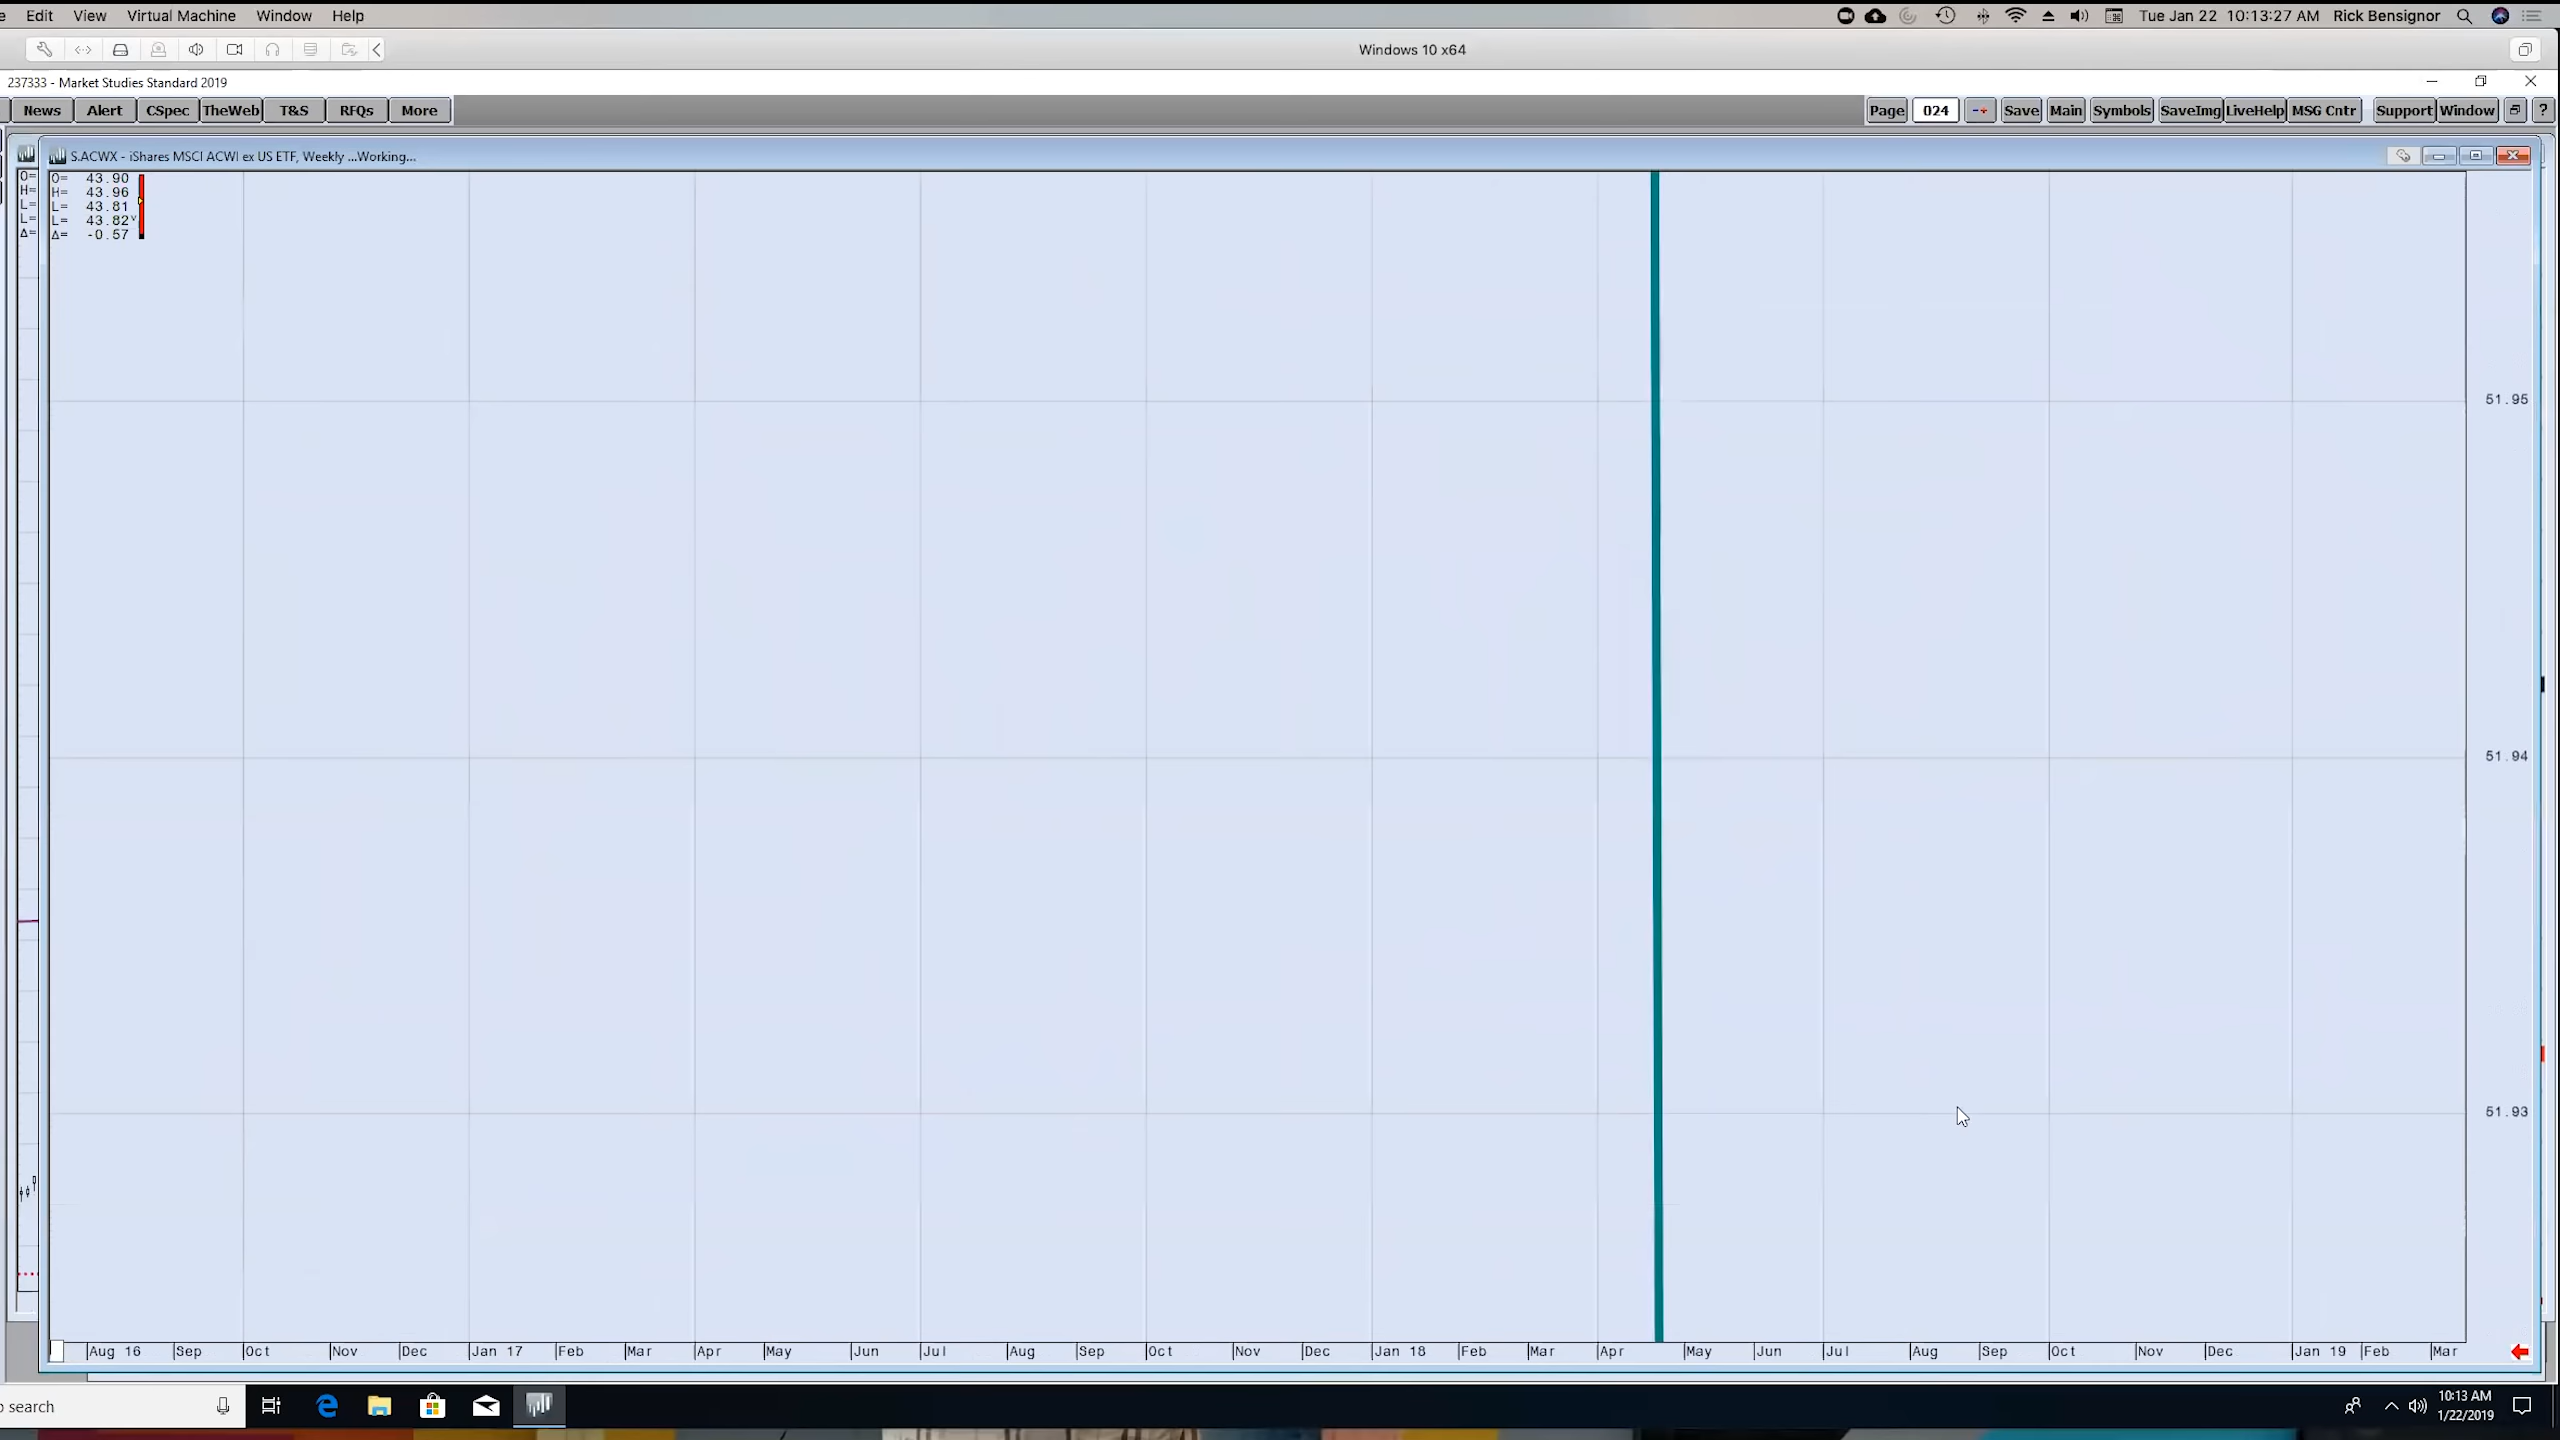 Edit View Virtual Machine Window Help Tue Jan 22 10:13:27 AM Rick Bensignor
Windows 10 x64
237333 - Market Studies Standard 2019
News Alert CSpec TheWeb T&S RFQs More Page 024 -+ Save Main Symbols SaveImg LiveHelp MSG Cntr Support Window ?
S.ACWX - iShares MSCI ACWI ex US ETF, Weekly ...Working...
O= O= 43.90
H= H= 43.96
L= L= 43.81
L= L= 43.82v
Δ= Δ= -0.57
51.95
51.94
51.93
Aug 16 Sep Oct Nov Dec Jan 17 Feb Mar Apr May Jun Jul Aug Sep Oct Nov Dec Jan 18 Feb Mar Apr May Jun Jul Aug Sep Oct Nov Dec Jan 19 Feb Mar
search
10:13 AM
1/22/2019